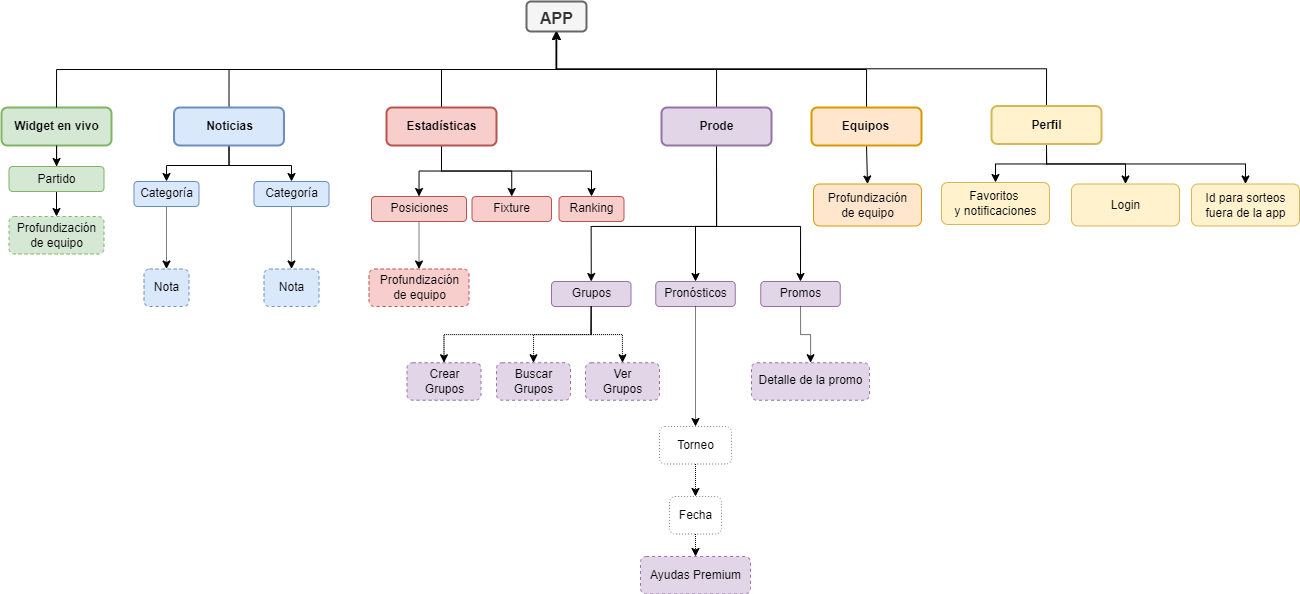 APP
Widget en vivo
Noticias
Estadísticas
Prode
Equipos
Perfil
Partido
Categoría
Categoría
Posiciones
Fixture
Ranking
Profundización
de equipo
Favoritos
y notificaciones
Login
Id para sorteos
fuera de la app
Profundización
de equipo
Nota
Nota
Profundización
de equipo
Grupos
Pronósticos
Promos
Crear
Grupos
Buscar
Grupos
Ver
Grupos
Detalle de la promo
Torneo
Fecha
Ayudas Premium